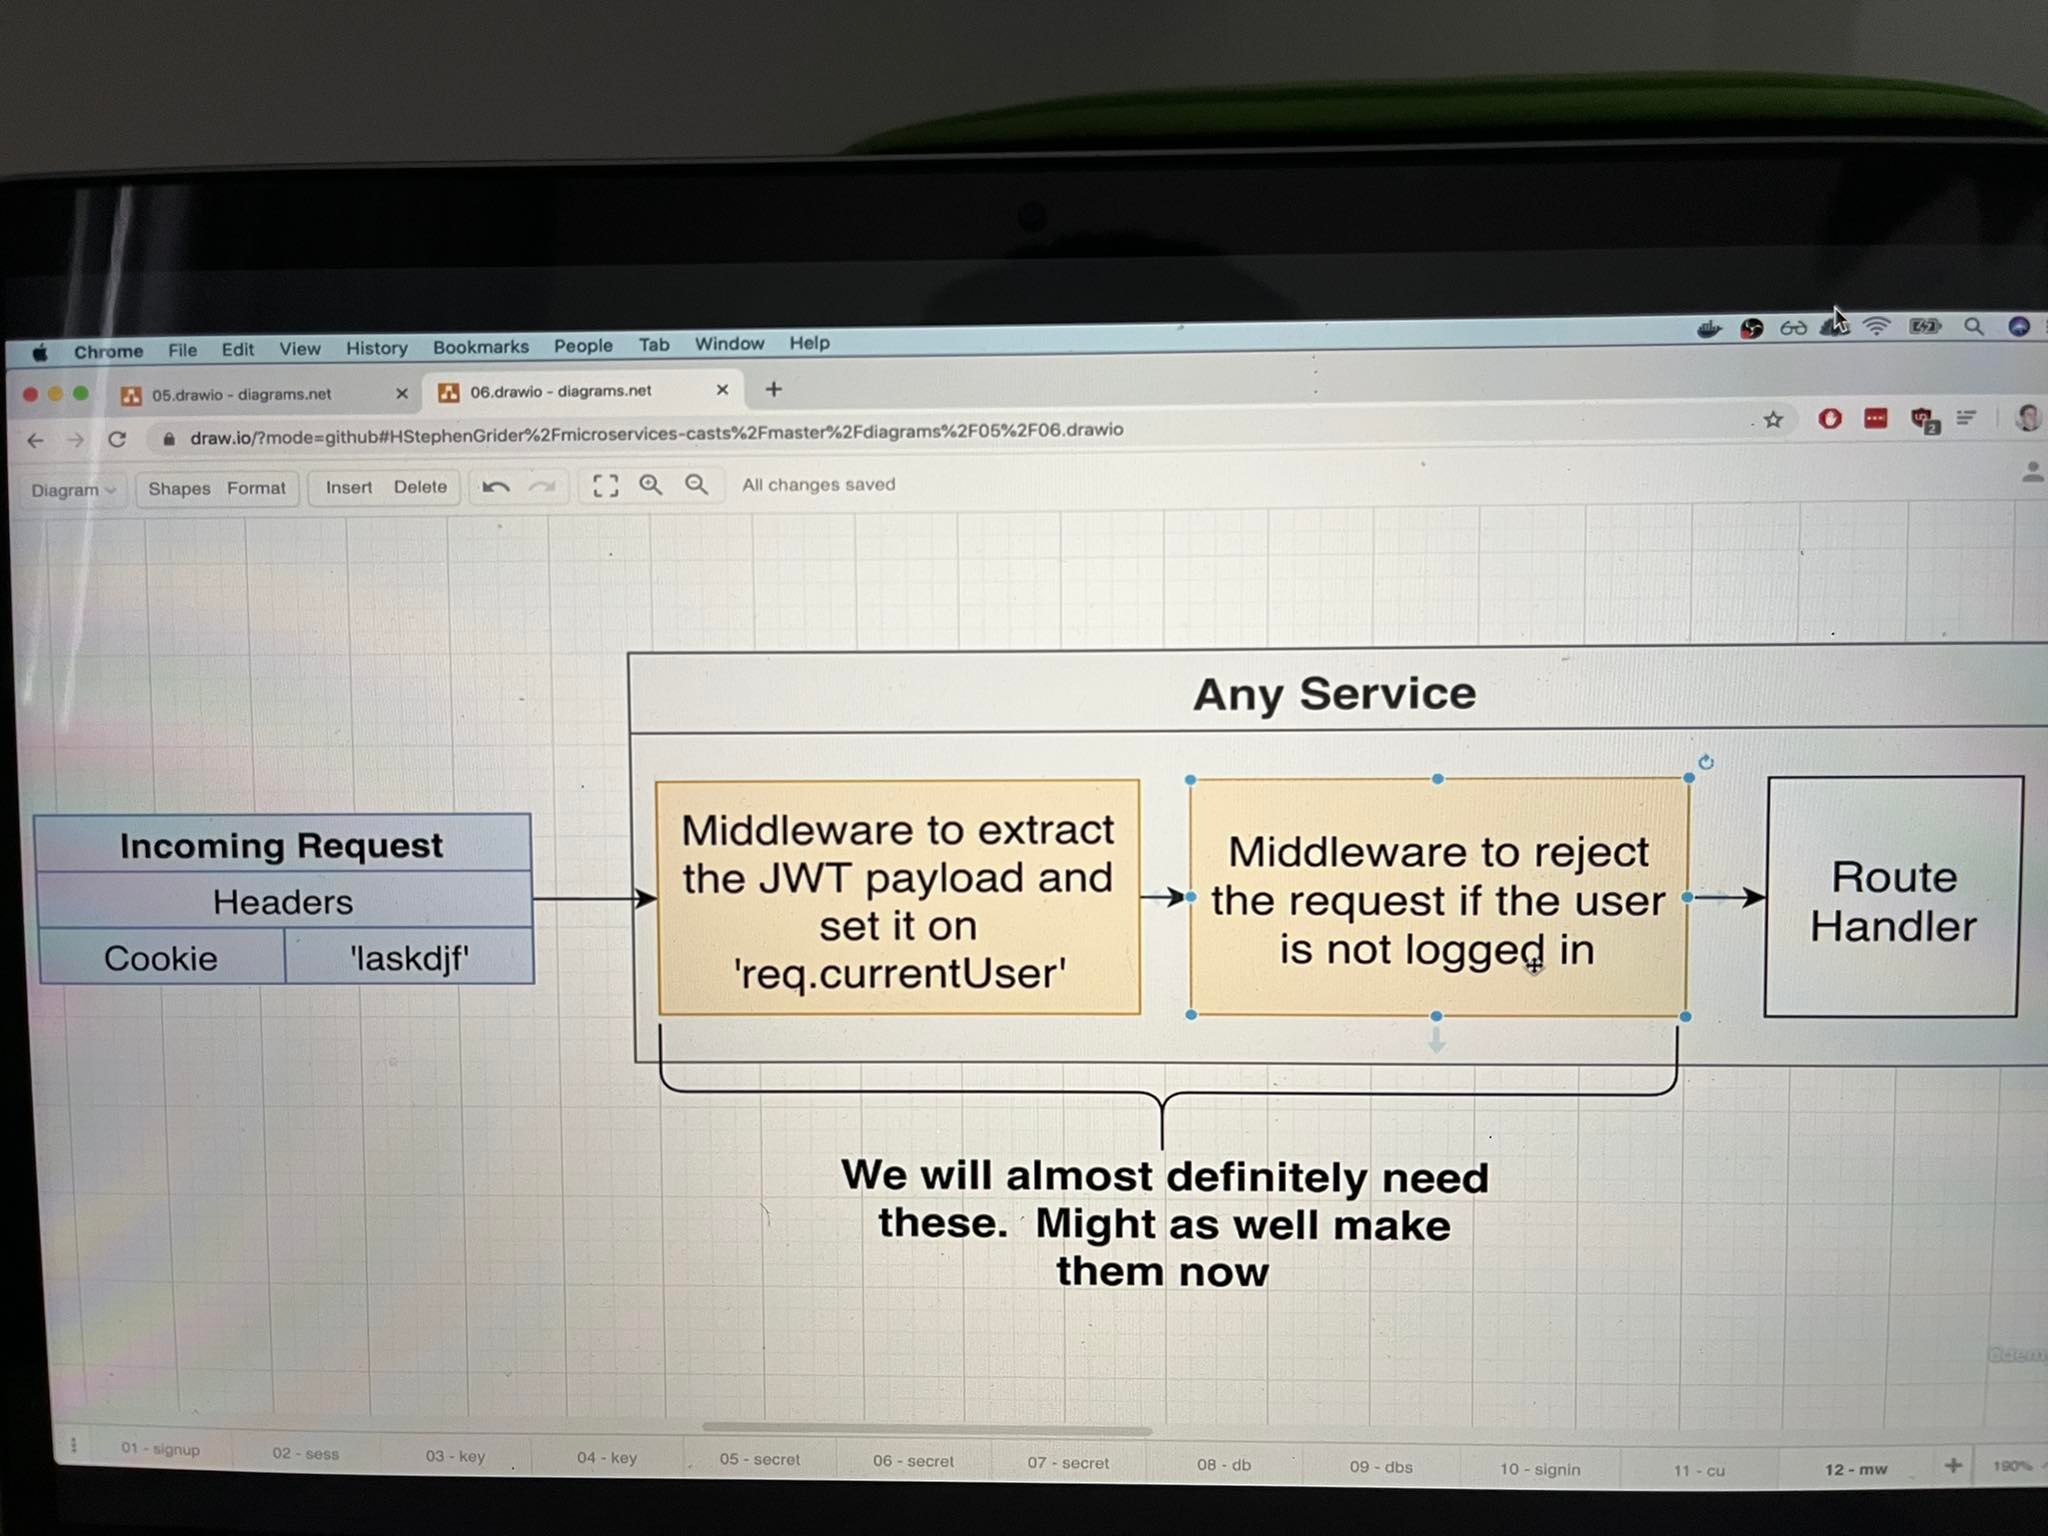 Chrome File Edit View History Bookmarks People Tab Window Help
05.drawio - diagrams.net
06.drawio - diagrams.net
draw.io/?mode=github#HStephenGrider%2Fmicroservices-casts%2Fmaster%2Fdiagrams%2F05%2F06.drawio
2
Diagram Shapes Format Insert Delete All changes saved
Any Service
Incoming Request
Headers
Cookie 'laskdjf'
Middleware to extract
the JWT payload and
set it on
'req.currentUser'
Middleware to reject
the request if the user
is not logged in
Route
Handler
We will almost definitely need
these. Might as well make
them now
01 - signup 02 - sess 03 - key 04 - key 05 - secret 06 - secret 07 - secret 08 - db 09 - dbs 10 - signin 11 - cu 12 - mw 190%